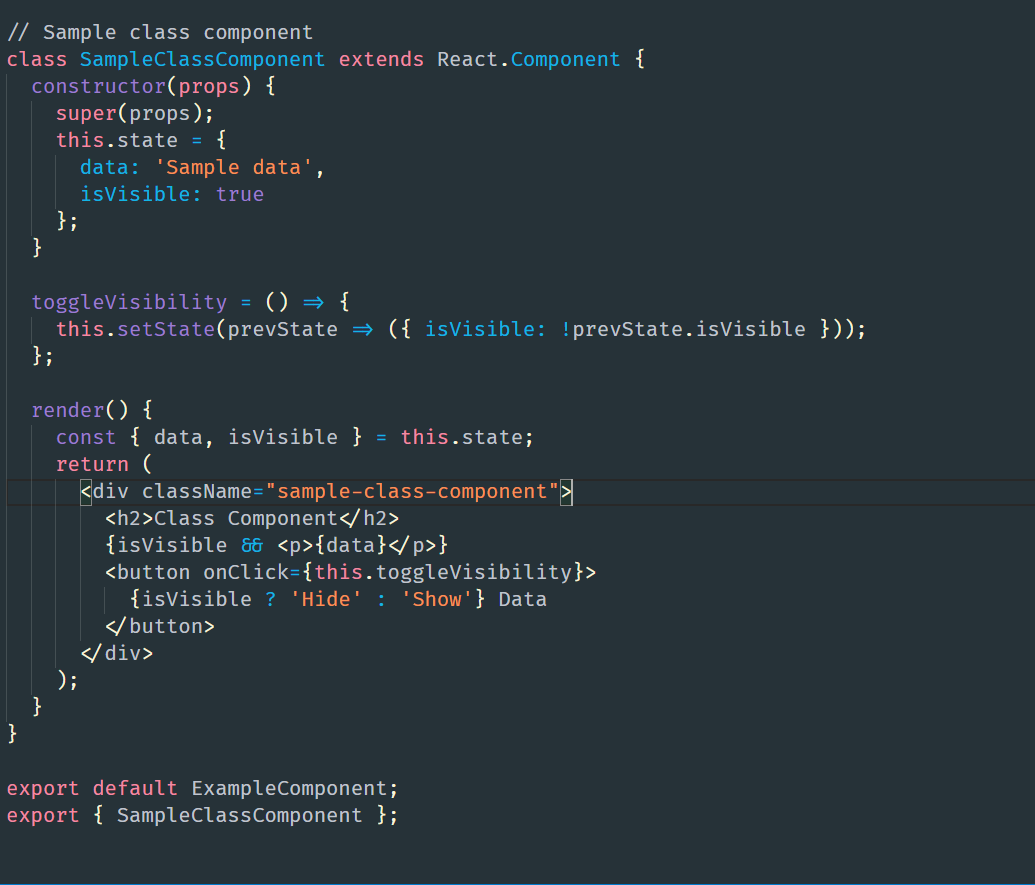 // Sample class component
class SampleClassComponent extends React.Component {
  constructor(props) {
    super(props);
    this.state = {
      data: 'Sample data',
      isVisible: true
    };
  }

  toggleVisibility = () => {
    this.setState(prevState => ({ isVisible: !prevState.isVisible }));
  };

  render() {
    const { data, isVisible } = this.state;
    return (
      <div className="sample-class-component">
        <h2>Class Component</h2>
        {isVisible && <p>{data}</p>}
        <button onClick={this.toggleVisibility}>
          {isVisible ? 'Hide' : 'Show'} Data
        </button>
      </div>
    );
  }
}

export default ExampleComponent;
export { SampleClassComponent };